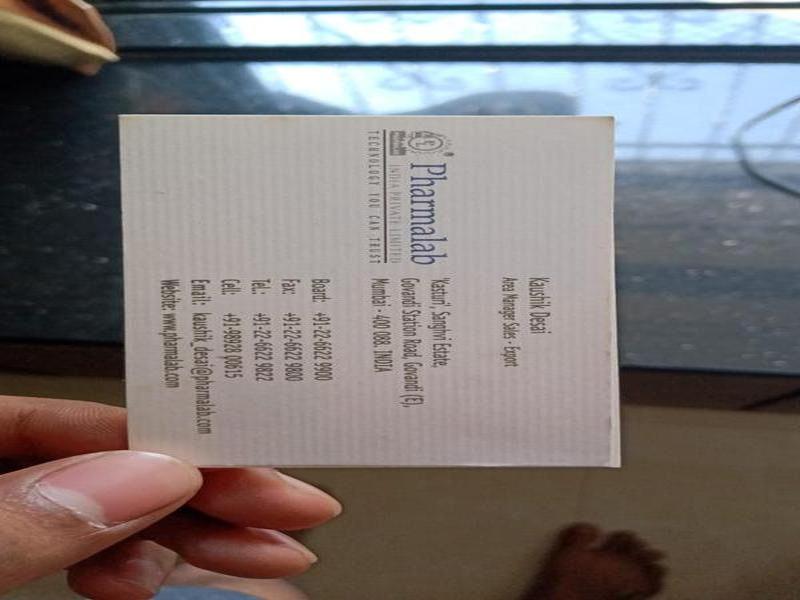 Kaushik Desai
Area Manager Sales - Export
Pharmalab
INDIA PRIVATE LIMITED
TECHNOLOGY YOU CAN TRUST
"Kasturi", Sanghvi Estate,
Govandi Station Road, Govandi (E),
Mumbai - 400 088. INDIA
Board: +91-22-6622 9900
Fax: +91-22-6622 9800
Tel.: +91-22-6622 9822
Cell: +91-98928 00615
Email: kaushik_desai@pharmalab.com
Website: www.pharmalab.com